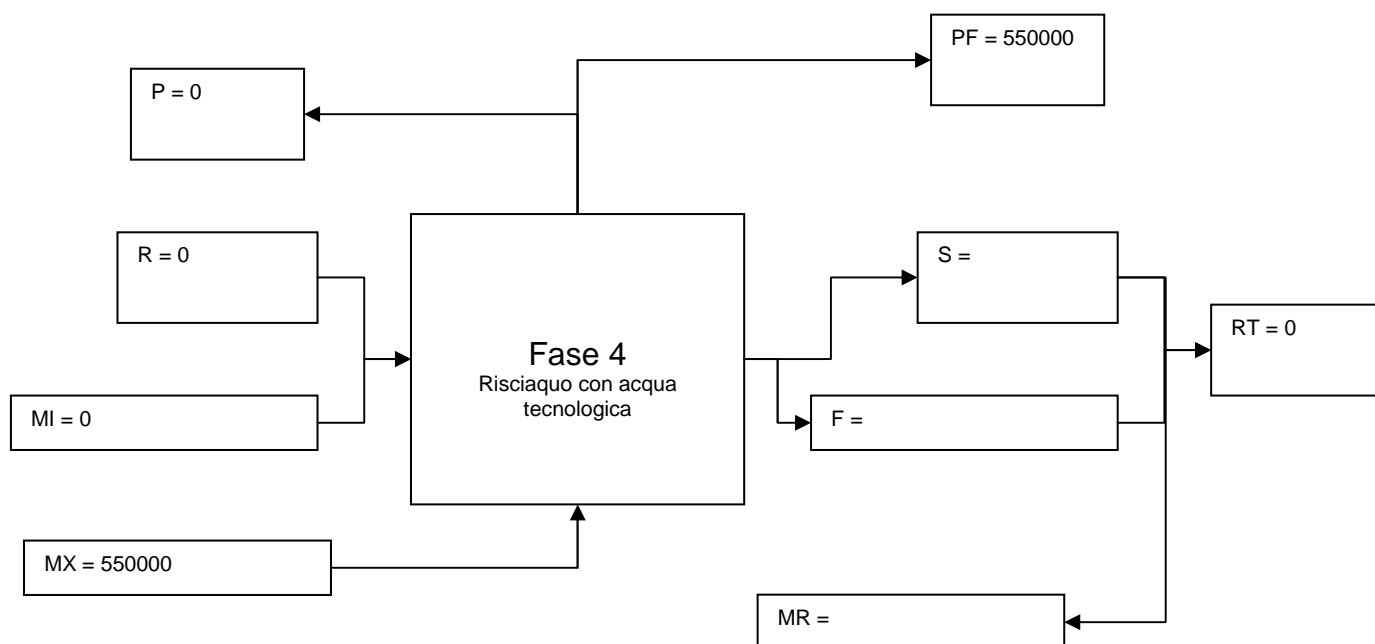 PF = 550000
P = 0
R = 0
S =
RT = 0
Fase 4
Risciaquo con acqua
tecnologica
MI = 0
F =
MX = 550000
MR =